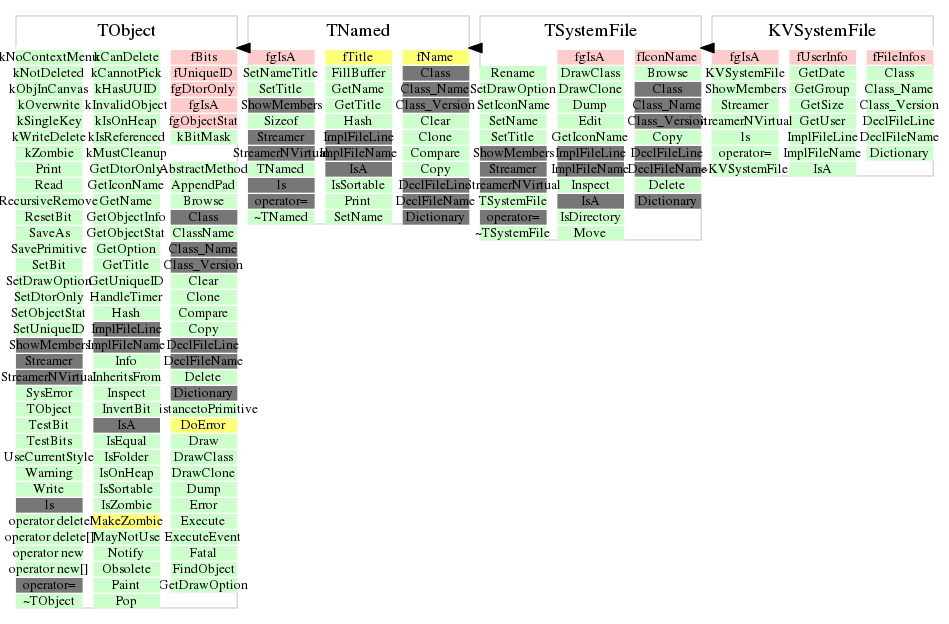 TObject
kNoContextMenu
kNotDeleted
kObjInCanvas
kOverwrite
kSingleKey
kWriteDelete
kZombie
Print
Read
RecursiveRemove
ResetBit
SaveAs
SavePrimitive
SetBit
SetDrawOption
SetDtorOnly
SetObjectStat
SetUniqueID
ShowMembers
Streamer
StreamerNVirtual
SysError
TObject
TestBit
TestBits
UseCurrentStyle
Warning
Write
ls
operator delete
operator delete[]
operator new
operator new[]
operator=
~TObject
kCanDelete
kCannotPick
kHasUUID
kInvalidObject
kIsOnHeap
kIsReferenced
kMustCleanup
GetDtorOnly
GetIconName
GetName
GetObjectInfo
GetObjectStat
GetOption
GetTitle
GetUniqueID
HandleTimer
Hash
ImplFileLine
ImplFileName
Info
InheritsFrom
Inspect
InvertBit
IsA
IsEqual
IsFolder
IsOnHeap
IsSortable
IsZombie
MakeZombie
MayNotUse
Notify
Obsolete
Paint
Pop
fBits
fUniqueID
fgDtorOnly
fgIsA
fgObjectStat
kBitMask
AbstractMethod
AppendPad
Browse
Class
ClassName
Class_Name
Class_Version
Clear
Clone
Compare
Copy
DeclFileLine
DeclFileName
Delete
Dictionary
istancetoPrimitive
DoError
Draw
DrawClass
DrawClone
Dump
Error
Execute
ExecuteEvent
Fatal
FindObject
GetDrawOption
TNamed
fgIsA
SetNameTitle
SetTitle
ShowMembers
Sizeof
Streamer
StreamerNVirtual
TNamed
ls
operator=
~TNamed
fTitle
FillBuffer
GetName
GetTitle
Hash
ImplFileLine
ImplFileName
IsA
IsSortable
Print
SetName
fName
Class
Class_Name
Class_Version
Clear
Clone
Compare
Copy
DeclFileLine
DeclFileName
Dictionary
TSystemFile
Rename
SetDrawOption
SetIconName
SetName
SetTitle
ShowMembers
Streamer
StreamerNVirtual
TSystemFile
operator=
~TSystemFile
fgIsA
DrawClass
DrawClone
Dump
Edit
GetIconName
ImplFileLine
ImplFileName
Inspect
IsA
IsDirectory
Move
fIconName
Browse
Class
Class_Name
Class_Version
Copy
DeclFileLine
DeclFileName
Delete
Dictionary
KVSystemFile
fgIsA
KVSystemFile
ShowMembers
Streamer
StreamerNVirtual
ls
operator=
~KVSystemFile
fUserInfo
GetDate
GetGroup
GetSize
GetUser
ImplFileLine
ImplFileName
IsA
fFileInfos
Class
Class_Name
Class_Version
DeclFileLine
DeclFileName
Dictionary